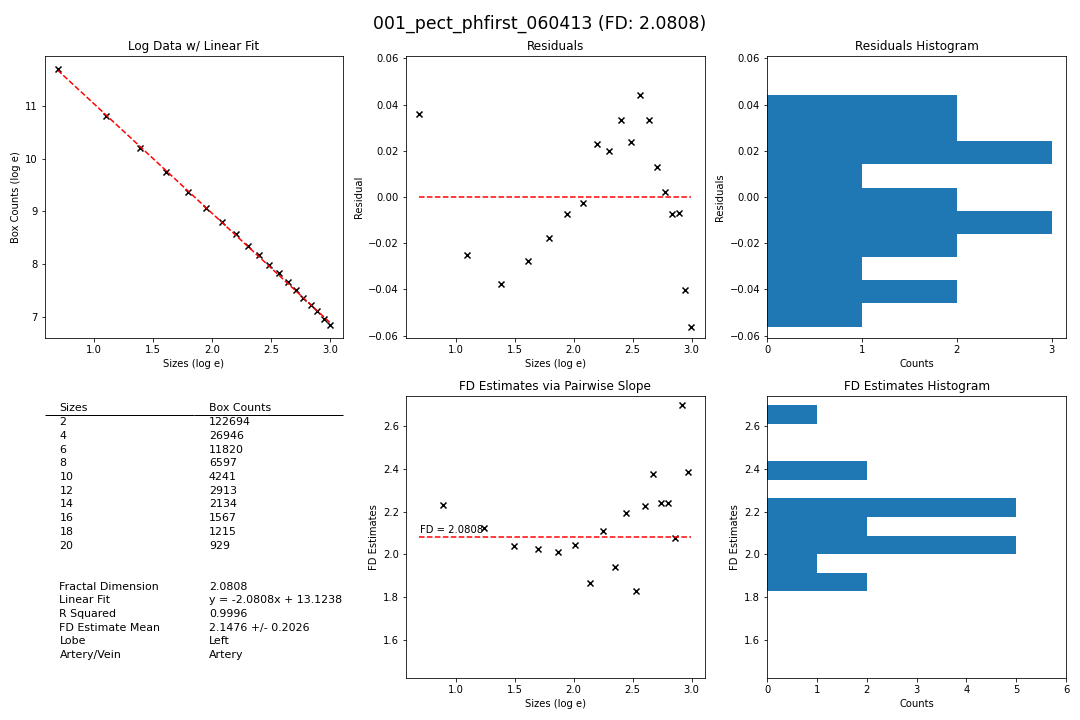 001_pect_phfirst_060413 (FD: 2.0808)
Log Data w/ Linear Fit
Box Counts (log e)
11
10
9
8
7
1.0 1.5 2.0 2.5 3.0
Sizes (log e)
Residuals
Residual
0.06
0.04
0.02
0.00
−0.02
−0.04
−0.06
1.0 1.5 2.0 2.5 3.0
Sizes (log e)
Residuals Histogram
Residuals
0.06
0.04
0.02
0.00
−0.02
−0.04
−0.06
0 1 2 3
Counts
Sizes Box Counts
2 122694
4 26946
6 11820
8 6597
10 4241
12 2913
14 2134
16 1567
18 1215
20 929
Fractal Dimension 2.0808
Linear Fit y = -2.0808x + 13.1238
R Squared 0.9996
FD Estimate Mean 2.1476 +/- 0.2026
Lobe Left
Artery/Vein Artery
FD Estimates via Pairwise Slope
FD Estimates
2.6
2.4
2.2
2.0
1.8
1.6
FD = 2.0808
1.0 1.5 2.0 2.5 3.0
Sizes (log e)
FD Estimates Histogram
FD Estimates
2.6
2.4
2.2
2.0
1.8
1.6
0 1 2 3 4 5 6
Counts